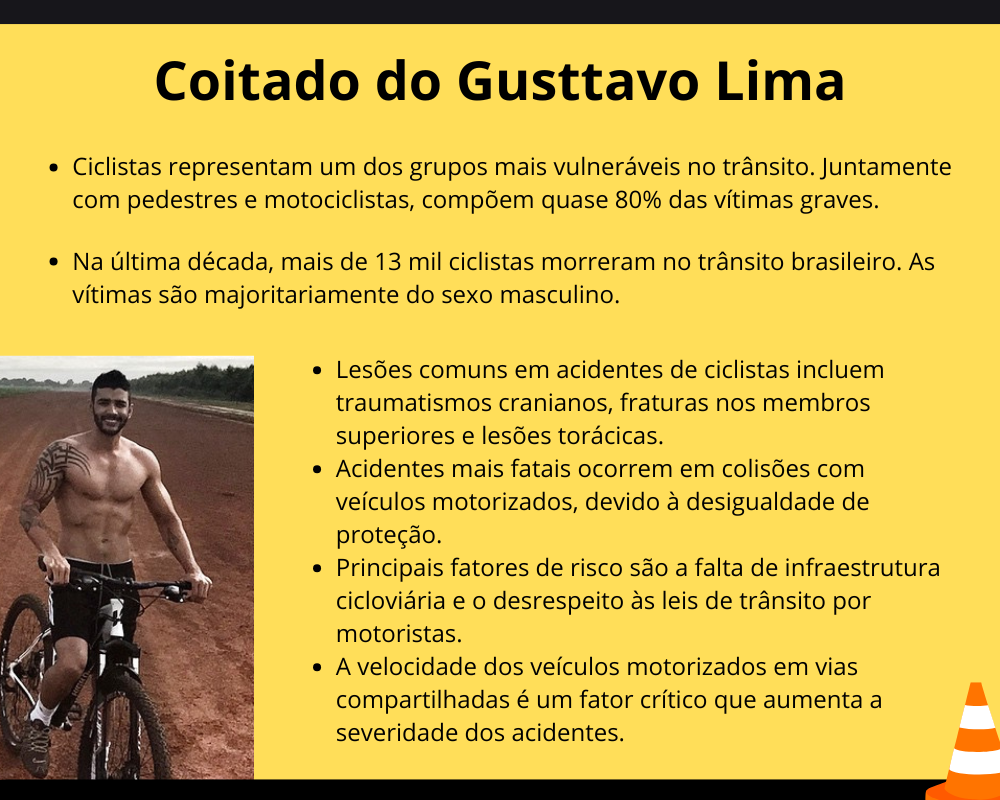 Coitado do Gusttavo Lima
• Ciclistas representam um dos grupos mais vulneráveis no trânsito. Juntamente
com pedestres e motociclistas, compõem quase 80% das vítimas graves.
• Na última década, mais de 13 mil ciclistas morreram no trânsito brasileiro. As
vítimas são majoritariamente do sexo masculino.
• Lesões comuns em acidentes de ciclistas incluem
traumatismos cranianos, fraturas nos membros
superiores e lesões torácicas.
• Acidentes mais fatais ocorrem em colisões com
veículos motorizados, devido à desigualdade de
proteção.
• Principais fatores de risco são a falta de infraestrutura
cicloviária e o desrespeito às leis de trânsito por
motoristas.
• A velocidade dos veículos motorizados em vias
compartilhadas é um fator crítico que aumenta a
severidade dos acidentes.